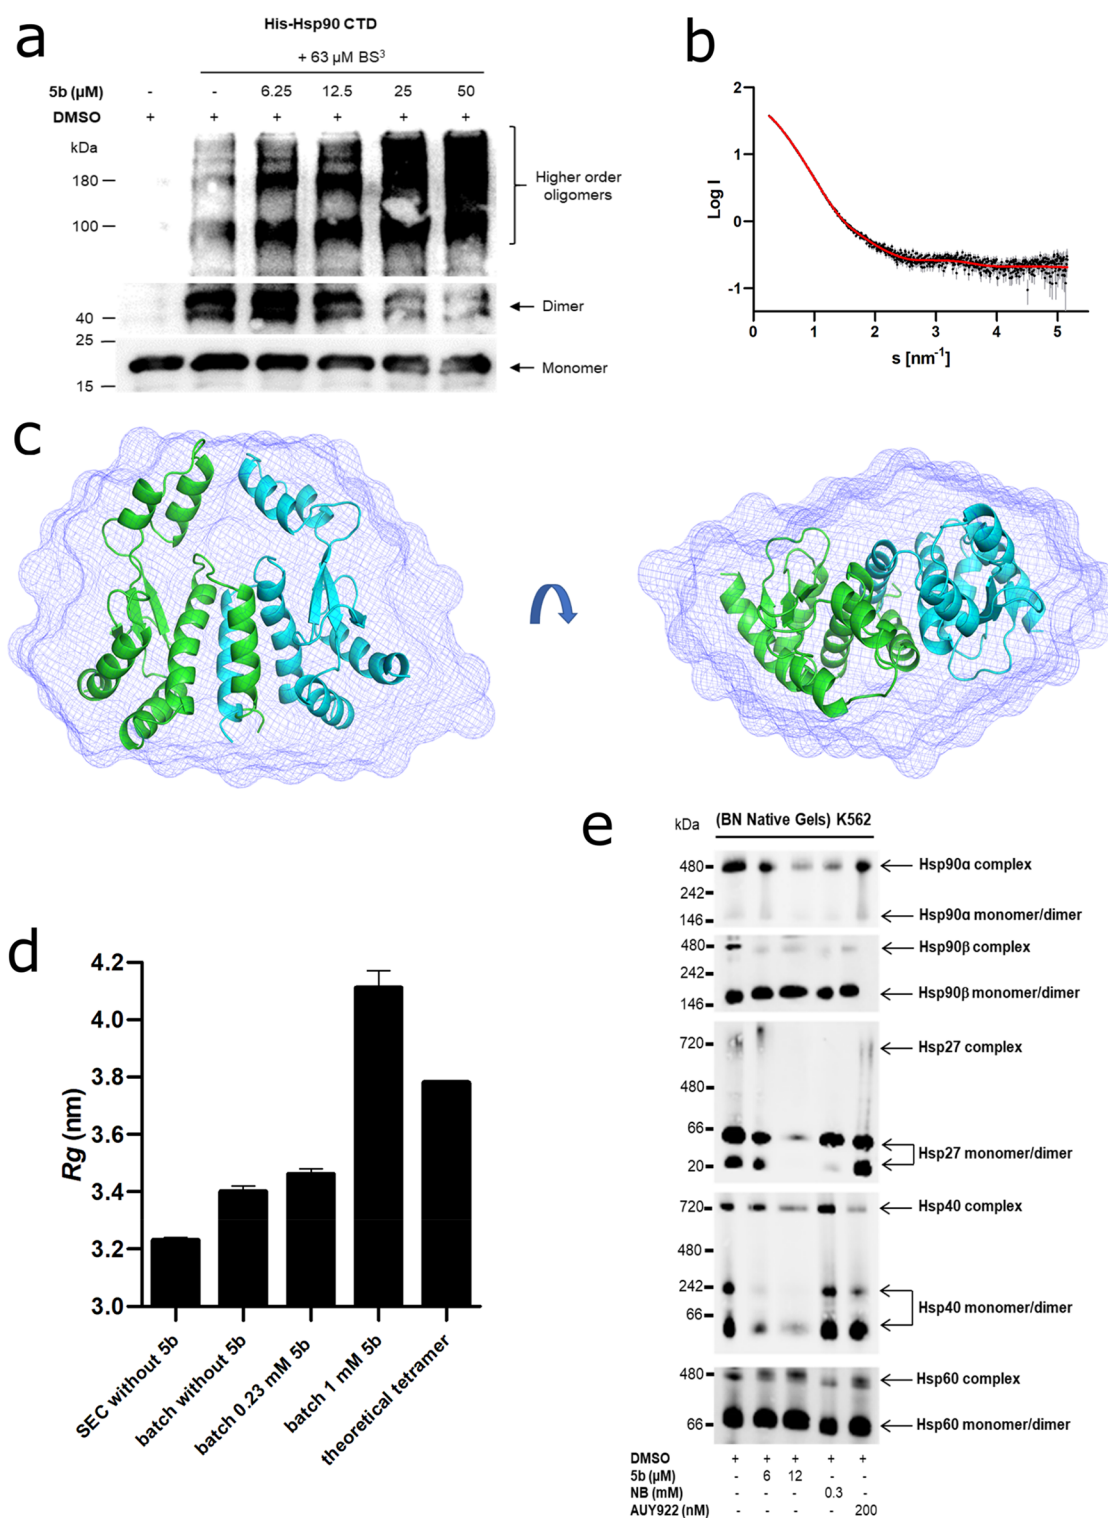 a
His-Hsp90 CTD
+ 63 µM BS³
5b (µM) - - 6.25 12.5 25 50
DMSO + + + + + +
kDa
180
100
40
25
15
Higher order
oligomers
Dimer
Monomer
b
Log I
2
1
0
-1
0 1 2 3 4 5
s [nm⁻¹]
c
d
Rg (nm)
4.2
4.0
3.8
3.6
3.4
3.2
3.0
SEC without 5b
batch without 5b
batch 0.23 mM 5b
batch 1 mM 5b
theoretical tetramer
e
(BN Native Gels) K562
kDa
480
242
146
Hsp90α complex
Hsp90α monomer/dimer
480
242
146
Hsp90β complex
Hsp90β monomer/dimer
720
480
66
20
Hsp27 complex
Hsp27 monomer/dimer
720
480
242
66
Hsp40 complex
Hsp40 monomer/dimer
480
66
Hsp60 complex
Hsp60 monomer/dimer
DMSO + + + + +
5b (µM) - 6 12 - -
NB (mM) - - - 0.3 -
AUY922 (nM) - - - - 200